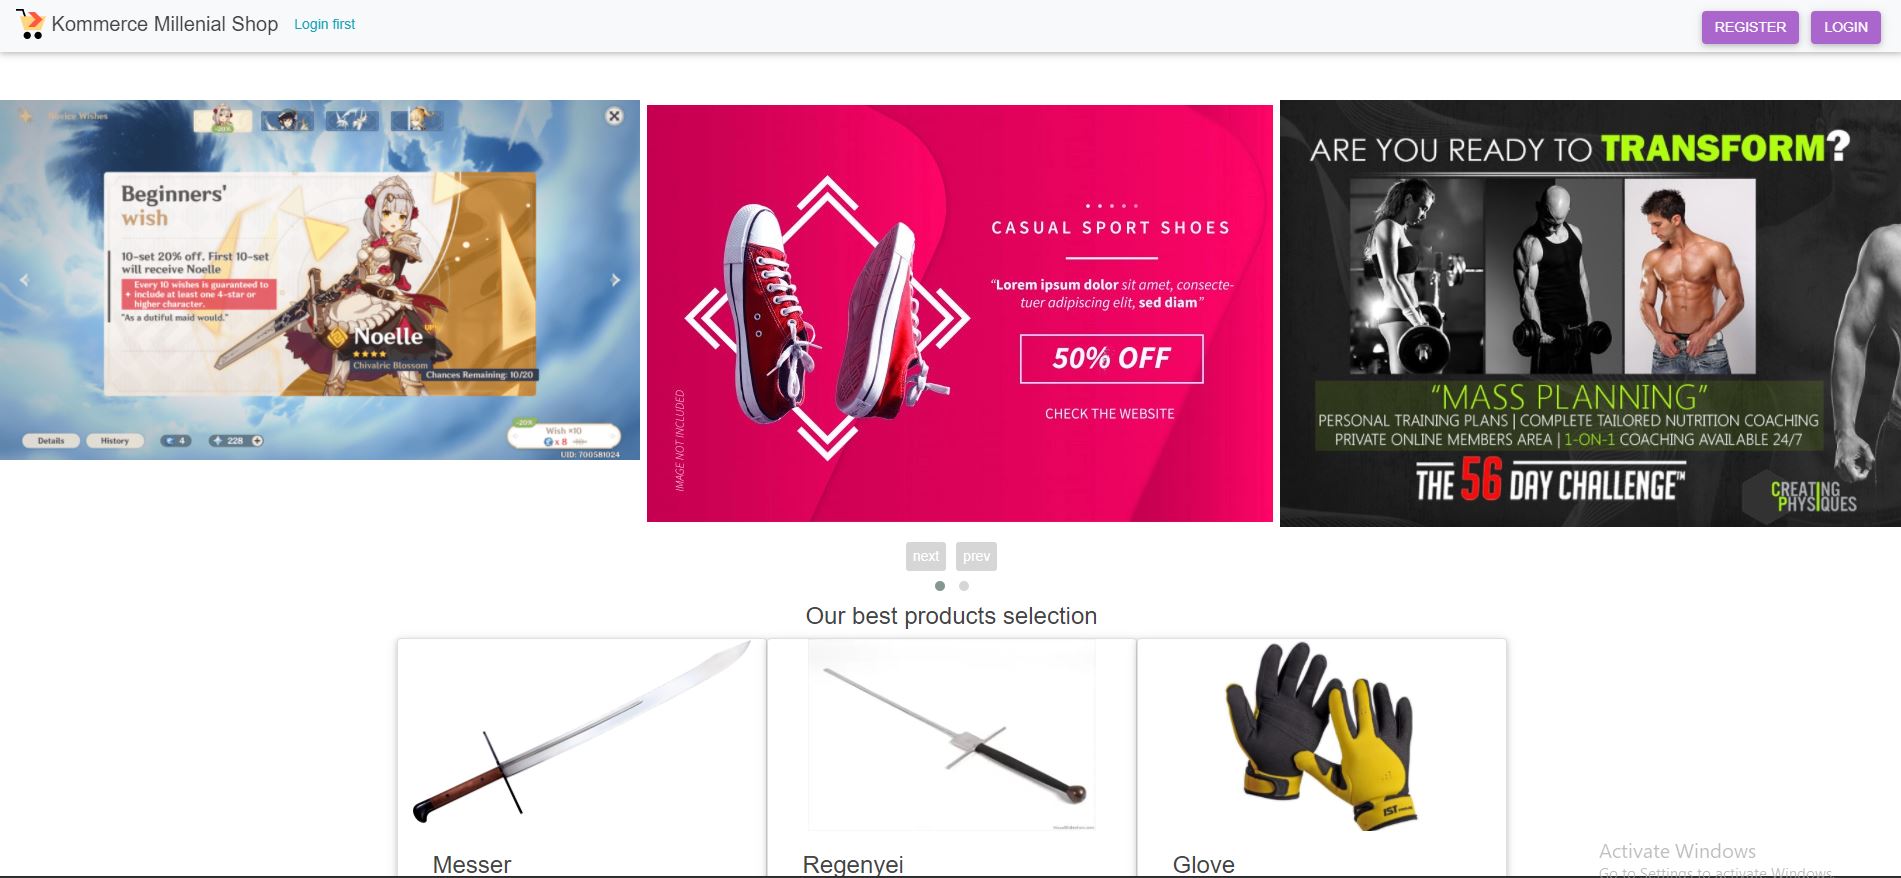 Kommerce Millenial Shop
Login first
REGISTER
LOGIN
Novice Wishes
-20%
Beginners'
wish
10-set 20% off. First 10-set
will receive Noelle
Every 10 wishes is guaranteed to
include at least one 4-star or
higher character.
"As a dutiful maid would."
Noelle
UP!
Chivalric Blossom
Chances Remaining: 10/20
Details
History
4
228
-20%
Wish ×10
x 8
UID: 700581024
CASUAL SPORT SHOES
"Lorem ipsum dolor sit amet, consecte-
tuer adipiscing elit, sed diam"
50% OFF
CHECK THE WEBSITE
IMAGE NOT INCLUDED
ARE YOU READY TO TRANSFORM?
"MASS PLANNING"
PERSONAL TRAINING PLANS | COMPLETE TAILORED NUTRITION COACHING
PRIVATE ONLINE MEMBERS AREA | 1-ON-1 COACHING AVAILABLE 24/7
THE 56 DAY CHALLENGE™
CREATING
PHYSIQUES
next
prev
Our best products selection
IST
Messer
Regenyei
Glove
Activate Windows
Go to Settings to activate Windows.